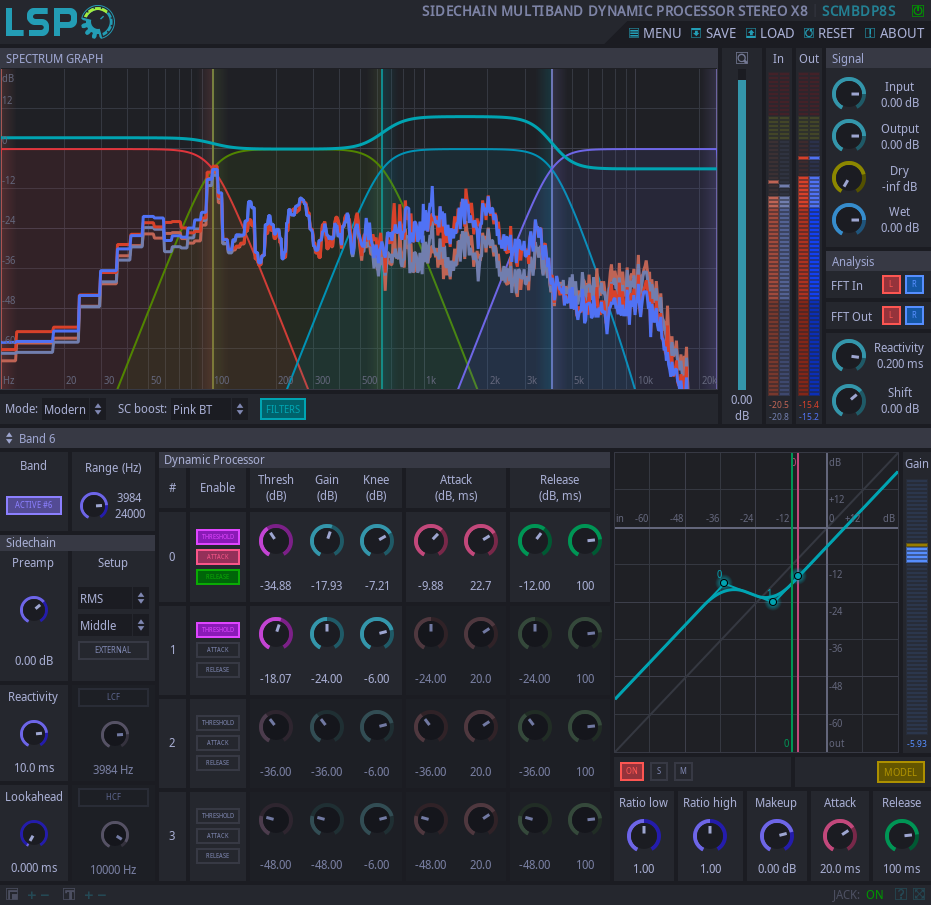 LSP
SIDECHAIN MULTIBAND DYNAMIC PROCESSOR STEREO X8 SCMBDP8S
MENU SAVE LOAD RESET ABOUT
SPECTRUM GRAPH
In Out
Signal
dB
12
0
-12
-24
-36
-48
-60
Hz 20 30 50 100 200 300 500 1k 2k 3k 5k 10k 20k
0.00
dB
-20.5 -15.4
-20.8 -15.2
Input
0.00 dB
Output
0.00 dB
Dry
-inf dB
Wet
0.00 dB
Analysis
FFT In L R
FFT Out L R
Reactivity
0.200 ms
Shift
0.00 dB
Mode: Modern SC boost: Pink BT FILTERS
Band 6
Band
ACTIVE #6
Range (Hz)
3984
24000
Sidechain
Preamp
0.00 dB
Setup
RMS
Middle
EXTERNAL
Reactivity
10.0 ms
LCF
3984 Hz
Lookahead
0.000 ms
HCF
10000 Hz
Dynamic Processor
# Enable Thresh (dB) Gain (dB) Knee (dB) Attack (dB, ms) Release (dB, ms)
0 THRESHOLD ATTACK RELEASE
-34.88 -17.93 -7.21 -9.88 22.7 -12.00 100
1 THRESHOLD ATTACK RELEASE
-18.07 -24.00 -6.00 -24.00 20.0 -24.00 100
2 THRESHOLD ATTACK RELEASE
-36.00 -36.00 -6.00 -36.00 20.0 -36.00 100
3 THRESHOLD ATTACK RELEASE
-48.00 -48.00 -6.00 -48.00 20.0 -48.00 100
0 dB
+12
in -60 -48 -36 -24 -12 0 +12 dB
-12
0
1
-24
-36
-48
-60
0 out
Gain
-5.93
ON S M MODEL
Ratio low
1.00
Ratio high
1.00
Makeup
0.00 dB
Attack
20.0 ms
Release
100 ms
JACK: ON